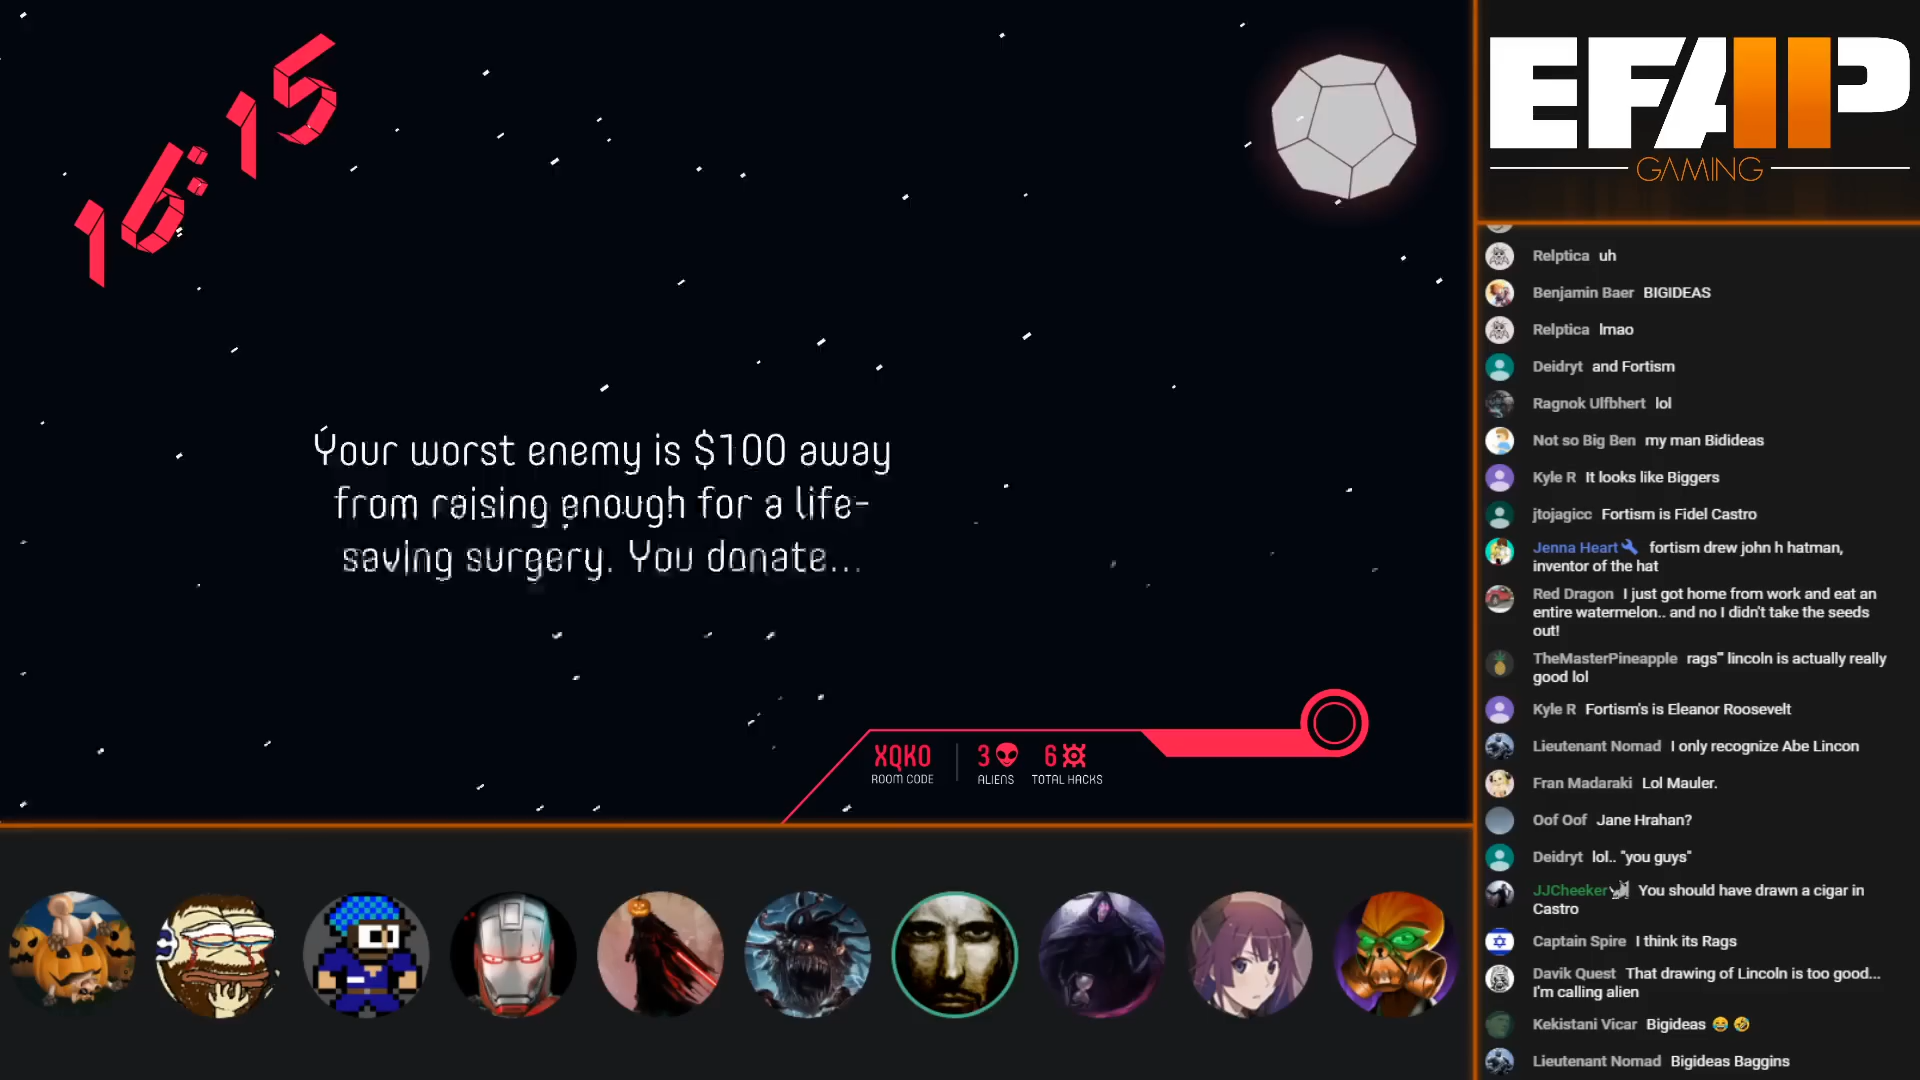 16:15
Your worst enemy is $100 away
from raising enough for a life-
saving surgery. You donate...
XQKO
ROOM CODE
3
ALIENS
6
TOTAL HACKS
EFAP
GAMING
Relptica uh
Benjamin Baer BIGIDEAS
Relptica lmao
Deidryt and Fortism
Ragnok Ulfbhert lol
Not so Big Ben my man Bidideas
Kyle R It looks like Biggers
jtojagicc Fortism is Fidel Castro
Jenna Heart fortism drew john h hatman,
inventor of the hat
Red Dragon I just got home from work and eat an
entire watermelon.. and no I didn't take the seeds
out!
TheMasterPineapple rags'" lincoln is actually really
good lol
Kyle R Fortism's is Eleanor Roosevelt
Lieutenant Nomad I only recognize Abe Lincon
Fran Madaraki Lol Mauler.
Oof Oof Jane Hrahan?
Deidryt lol.. "you guys"
JJCheeker You should have drawn a cigar in
Castro
Captain Spire I think its Rags
Davik Quest That drawing of Lincoln is too good...
I'm calling alien
Kekistani Vicar Bigideas 😂 🤣
Lieutenant Nomad Bigideas Baggins